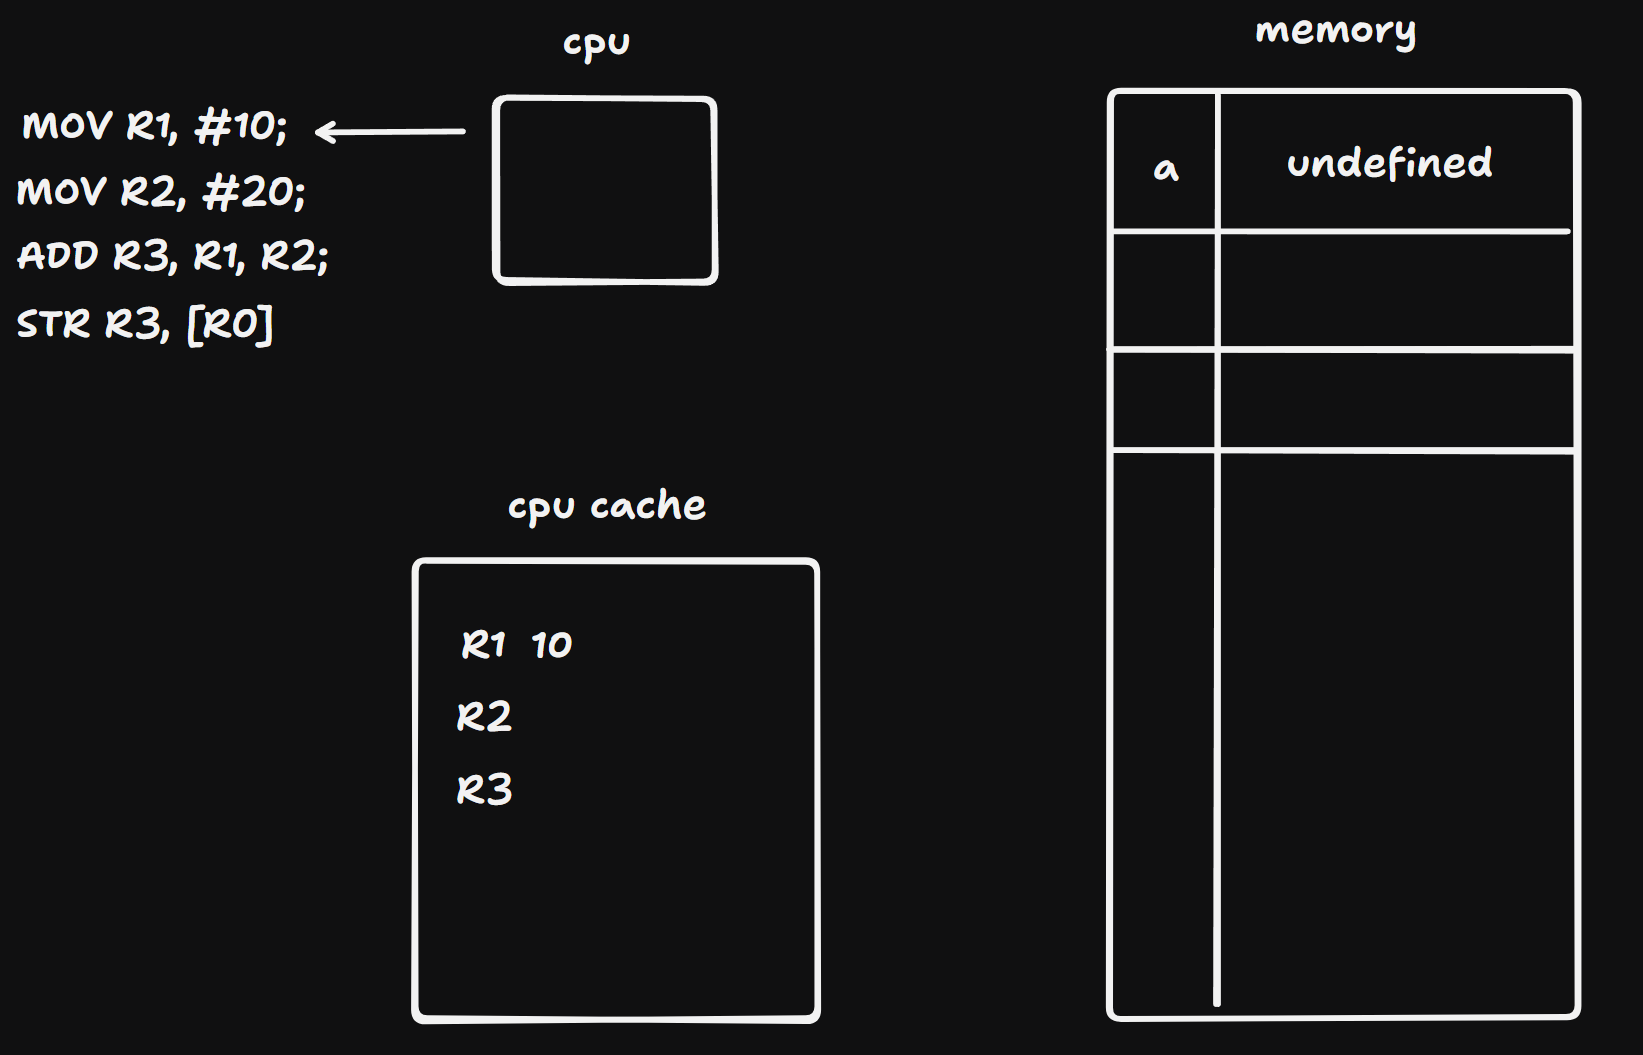 cpu
memory
MOV R1, #10;
MOV R2, #20;
ADD R3, R1, R2;
STR R3, [R0]
a
undefined
cpu cache
R1 10
R2
R3